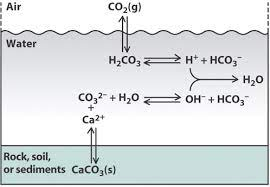 Air CO₂(g)
Water
H₂CO₃ ⇌ H⁺ + HCO₃⁻
H₂O
CO₃²⁻ + H₂O ⇌ OH⁻ + HCO₃⁻
+
Ca²⁺
Rock, soil,
or sediments CaCO₃(s)